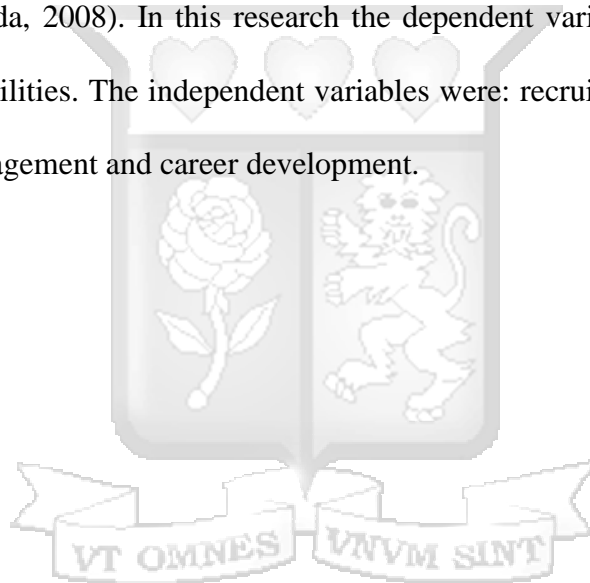 da, 2008). In this research the dependent vari
ilities. The independent variables were: recrui
agement and career development.
VT OMNES VNVM SINT